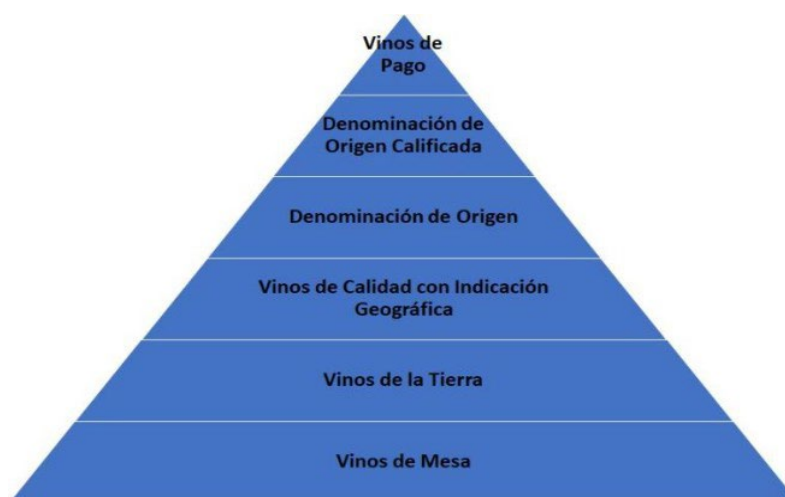 Vinos de
Pago
Denominación de
Origen Calificada
Denominación de Origen
Vinos de Calidad con Indicación
Geográfica
Vinos de la Tierra
Vinos de Mesa